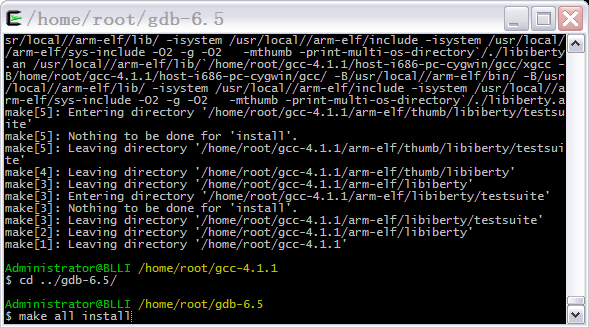 /home/root/gdb-6.5
sr/local//arm-elf/lib/ -isystem /usr/local//arm-elf/include -isystem /usr/local/
/arm-elf/sys-include -O2 -g -O2   -mthumb -print-multi-os-directory`/./libiberty
.an /usr/local//arm-elf/lib/`/home/root/gcc-4.1.1/host-i686-pc-cygwin/gcc/xgcc -
B/home/root/gcc-4.1.1/host-i686-pc-cygwin/gcc/ -B/usr/local//arm-elf/bin/ -B/usr
/local//arm-elf/lib/ -isystem /usr/local//arm-elf/include -isystem /usr/local//a
rm-elf/sys-include -O2 -g -O2   -mthumb -print-multi-os-directory`/./libiberty.a
make[5]: Entering directory '/home/root/gcc-4.1.1/arm-elf/thumb/libiberty/testsu
ite'
make[5]: Nothing to be done for 'install'.
make[5]: Leaving directory '/home/root/gcc-4.1.1/arm-elf/thumb/libiberty/testsui
te'
make[4]: Leaving directory '/home/root/gcc-4.1.1/arm-elf/thumb/libiberty'
make[3]: Leaving directory '/home/root/gcc-4.1.1/arm-elf/libiberty'
make[3]: Entering directory '/home/root/gcc-4.1.1/arm-elf/libiberty/testsuite'
make[3]: Nothing to be done for 'install'.
make[3]: Leaving directory '/home/root/gcc-4.1.1/arm-elf/libiberty/testsuite'
make[2]: Leaving directory '/home/root/gcc-4.1.1/arm-elf/libiberty'
make[1]: Leaving directory '/home/root/gcc-4.1.1'
Administrator@BLLI /home/root/gcc-4.1.1
$ cd ../gdb-6.5/
Administrator@BLLI /home/root/gdb-6.5
$ make all install